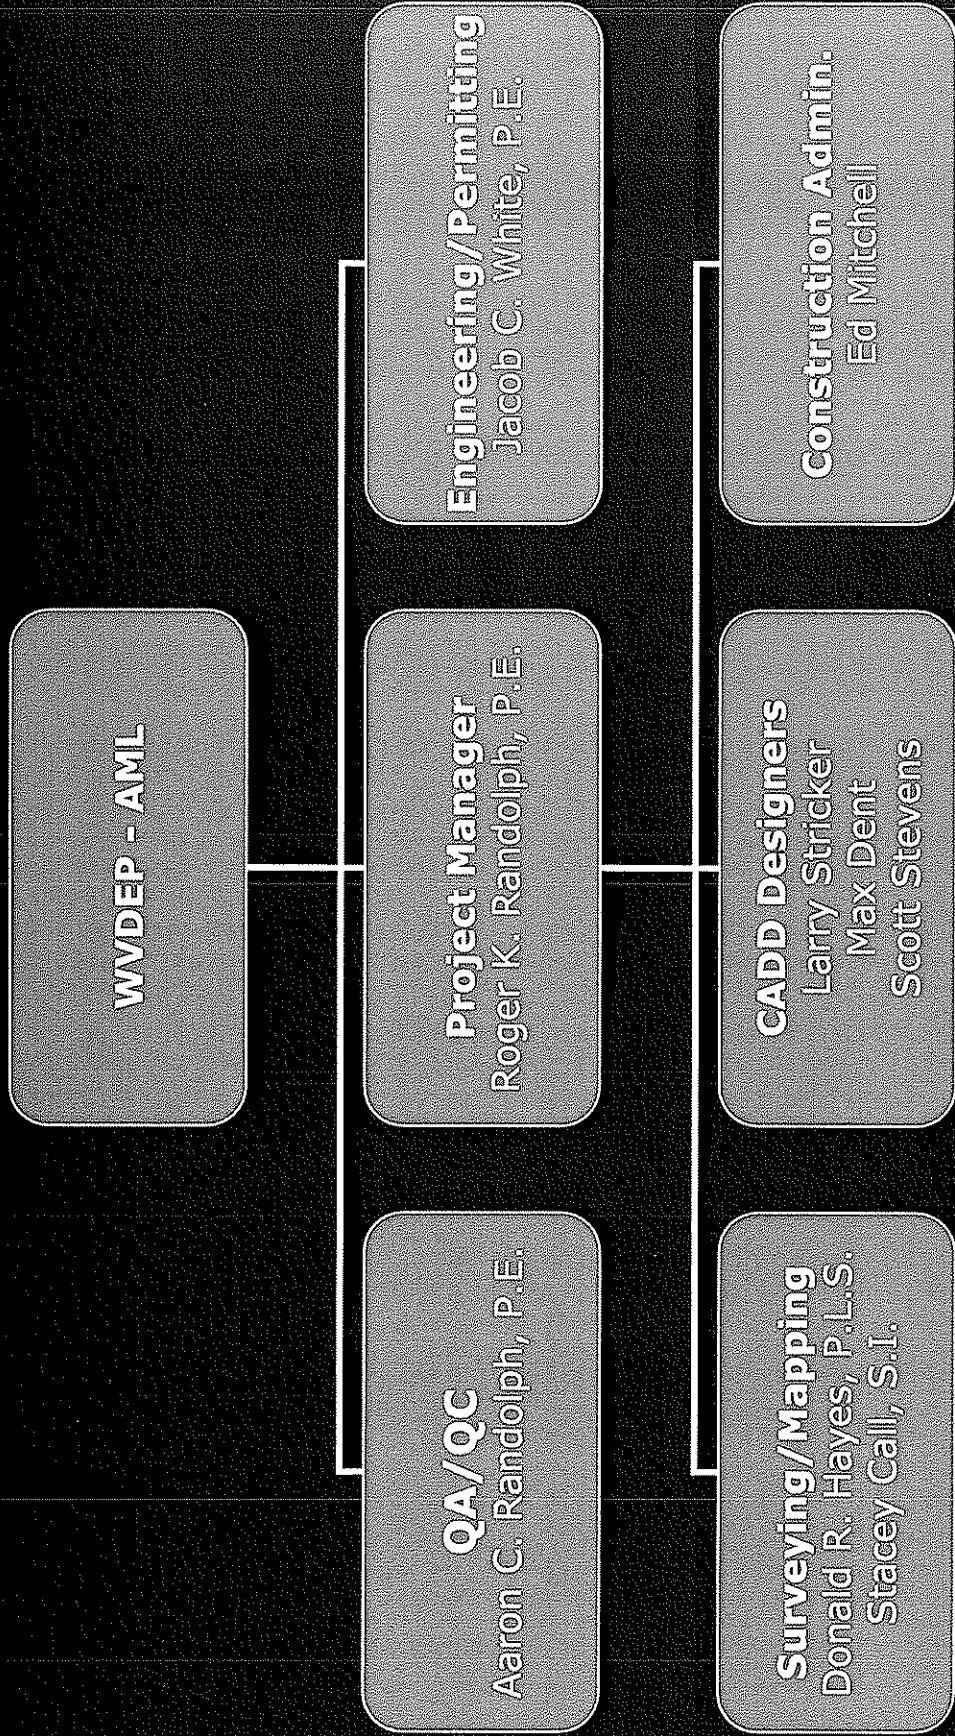 WVDEP - AML
QA/QC
Aaron C. Randolph, P.E.
Project Manager
Roger K. Randolph, P.E.
Engineering/Permitting
Jacob C. White, P.E.
Surveying/Mapping
Donald R. Hayes, P.L.S.
Stacey Call, S.I.
CADD Designers
Larry Stricker
Max Dent
Scott Stevens
Construction Admin.
Ed Mitchell